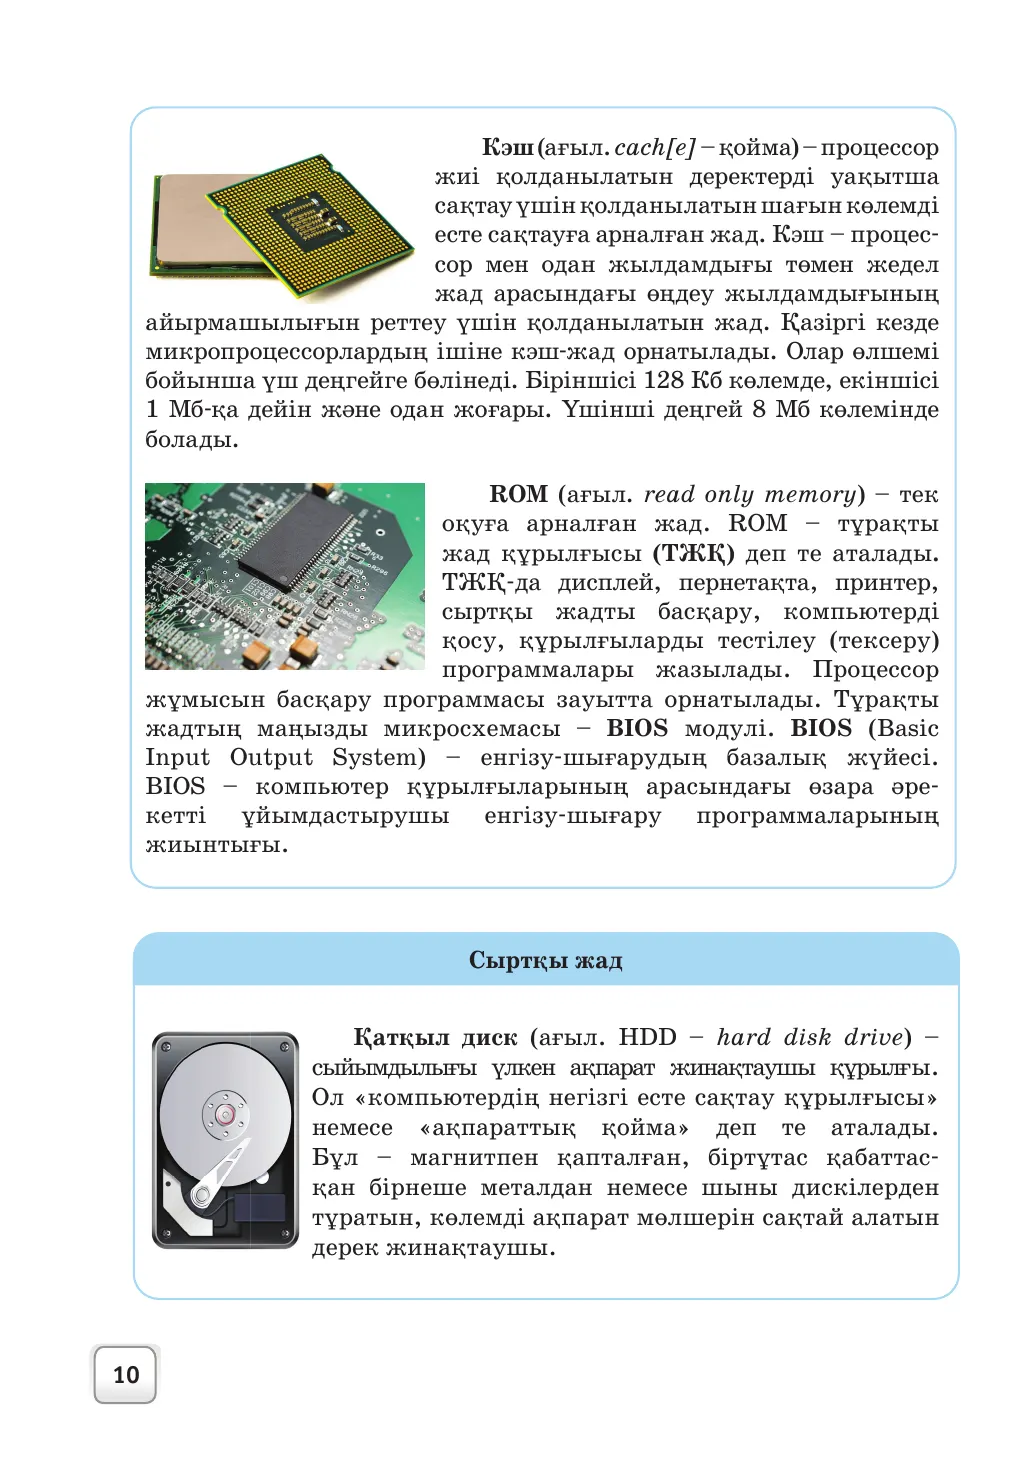 Кэш (ағыл. cach[e] – қойма) – процессор
жиі қолданылатын деректерді уақытша
сақтау үшін қолданылатын шағын көлемді
есте сақтауға арналған жад. Кэш – процес-
сор мен одан жылдамдығы төмен жедел
жад арасындағы өңдеу жылдамдығының
айырмашылығын реттеу үшін қолданылатын жад. Қазіргі кезде
микропроцессорлардың ішіне кэш-жад орнатылады. Олар өлшемі
бойынша үш деңгейге бөлінеді. Біріншісі 128 Кб көлемде, екіншісі
1 Мб-қа дейін және одан жоғары. Үшінші деңгей 8 Мб көлемінде
болады.
ROM (ағыл. read only memory) – тек
оқуға арналған жад. ROM – тұрақты
жад құрылғысы (ТЖҚ) деп те аталады.
ТЖҚ-да дисплей, пернетақта, принтер,
сыртқы жадты басқару, компьютерді
қосу, құрылғыларды тестілеу (тексеру)
программалары жазылады. Процессор
жұмысын басқару программасы зауытта орнатылады. Тұрақты
жадтың маңызды микросхемасы – BIOS модулі. BIOS (Basic
Input Output System) – енгізу-шығарудың базалық жүйесі.
BIOS – компьютер құрылғыларының арасындағы өзара әре-
кетті ұйымдастырушы енгізу-шығару программаларының
жиынтығы.
Сыртқы жад
Қатқыл диск (ағыл. HDD – hard disk drive) –
сыйымдылығы үлкен ақпарат жинақтаушы құрылғы.
Ол «компьютердің негізгі есте сақтау құрылғысы»
немесе «ақпараттық қойма» деп те аталады.
Бұл – магнитпен қапталған, біртұтас қабаттас-
қан бірнеше металдан немесе шыны дискілерден
тұратын, көлемді ақпарат мөлшерін сақтай алатын
дерек жинақтаушы.
10